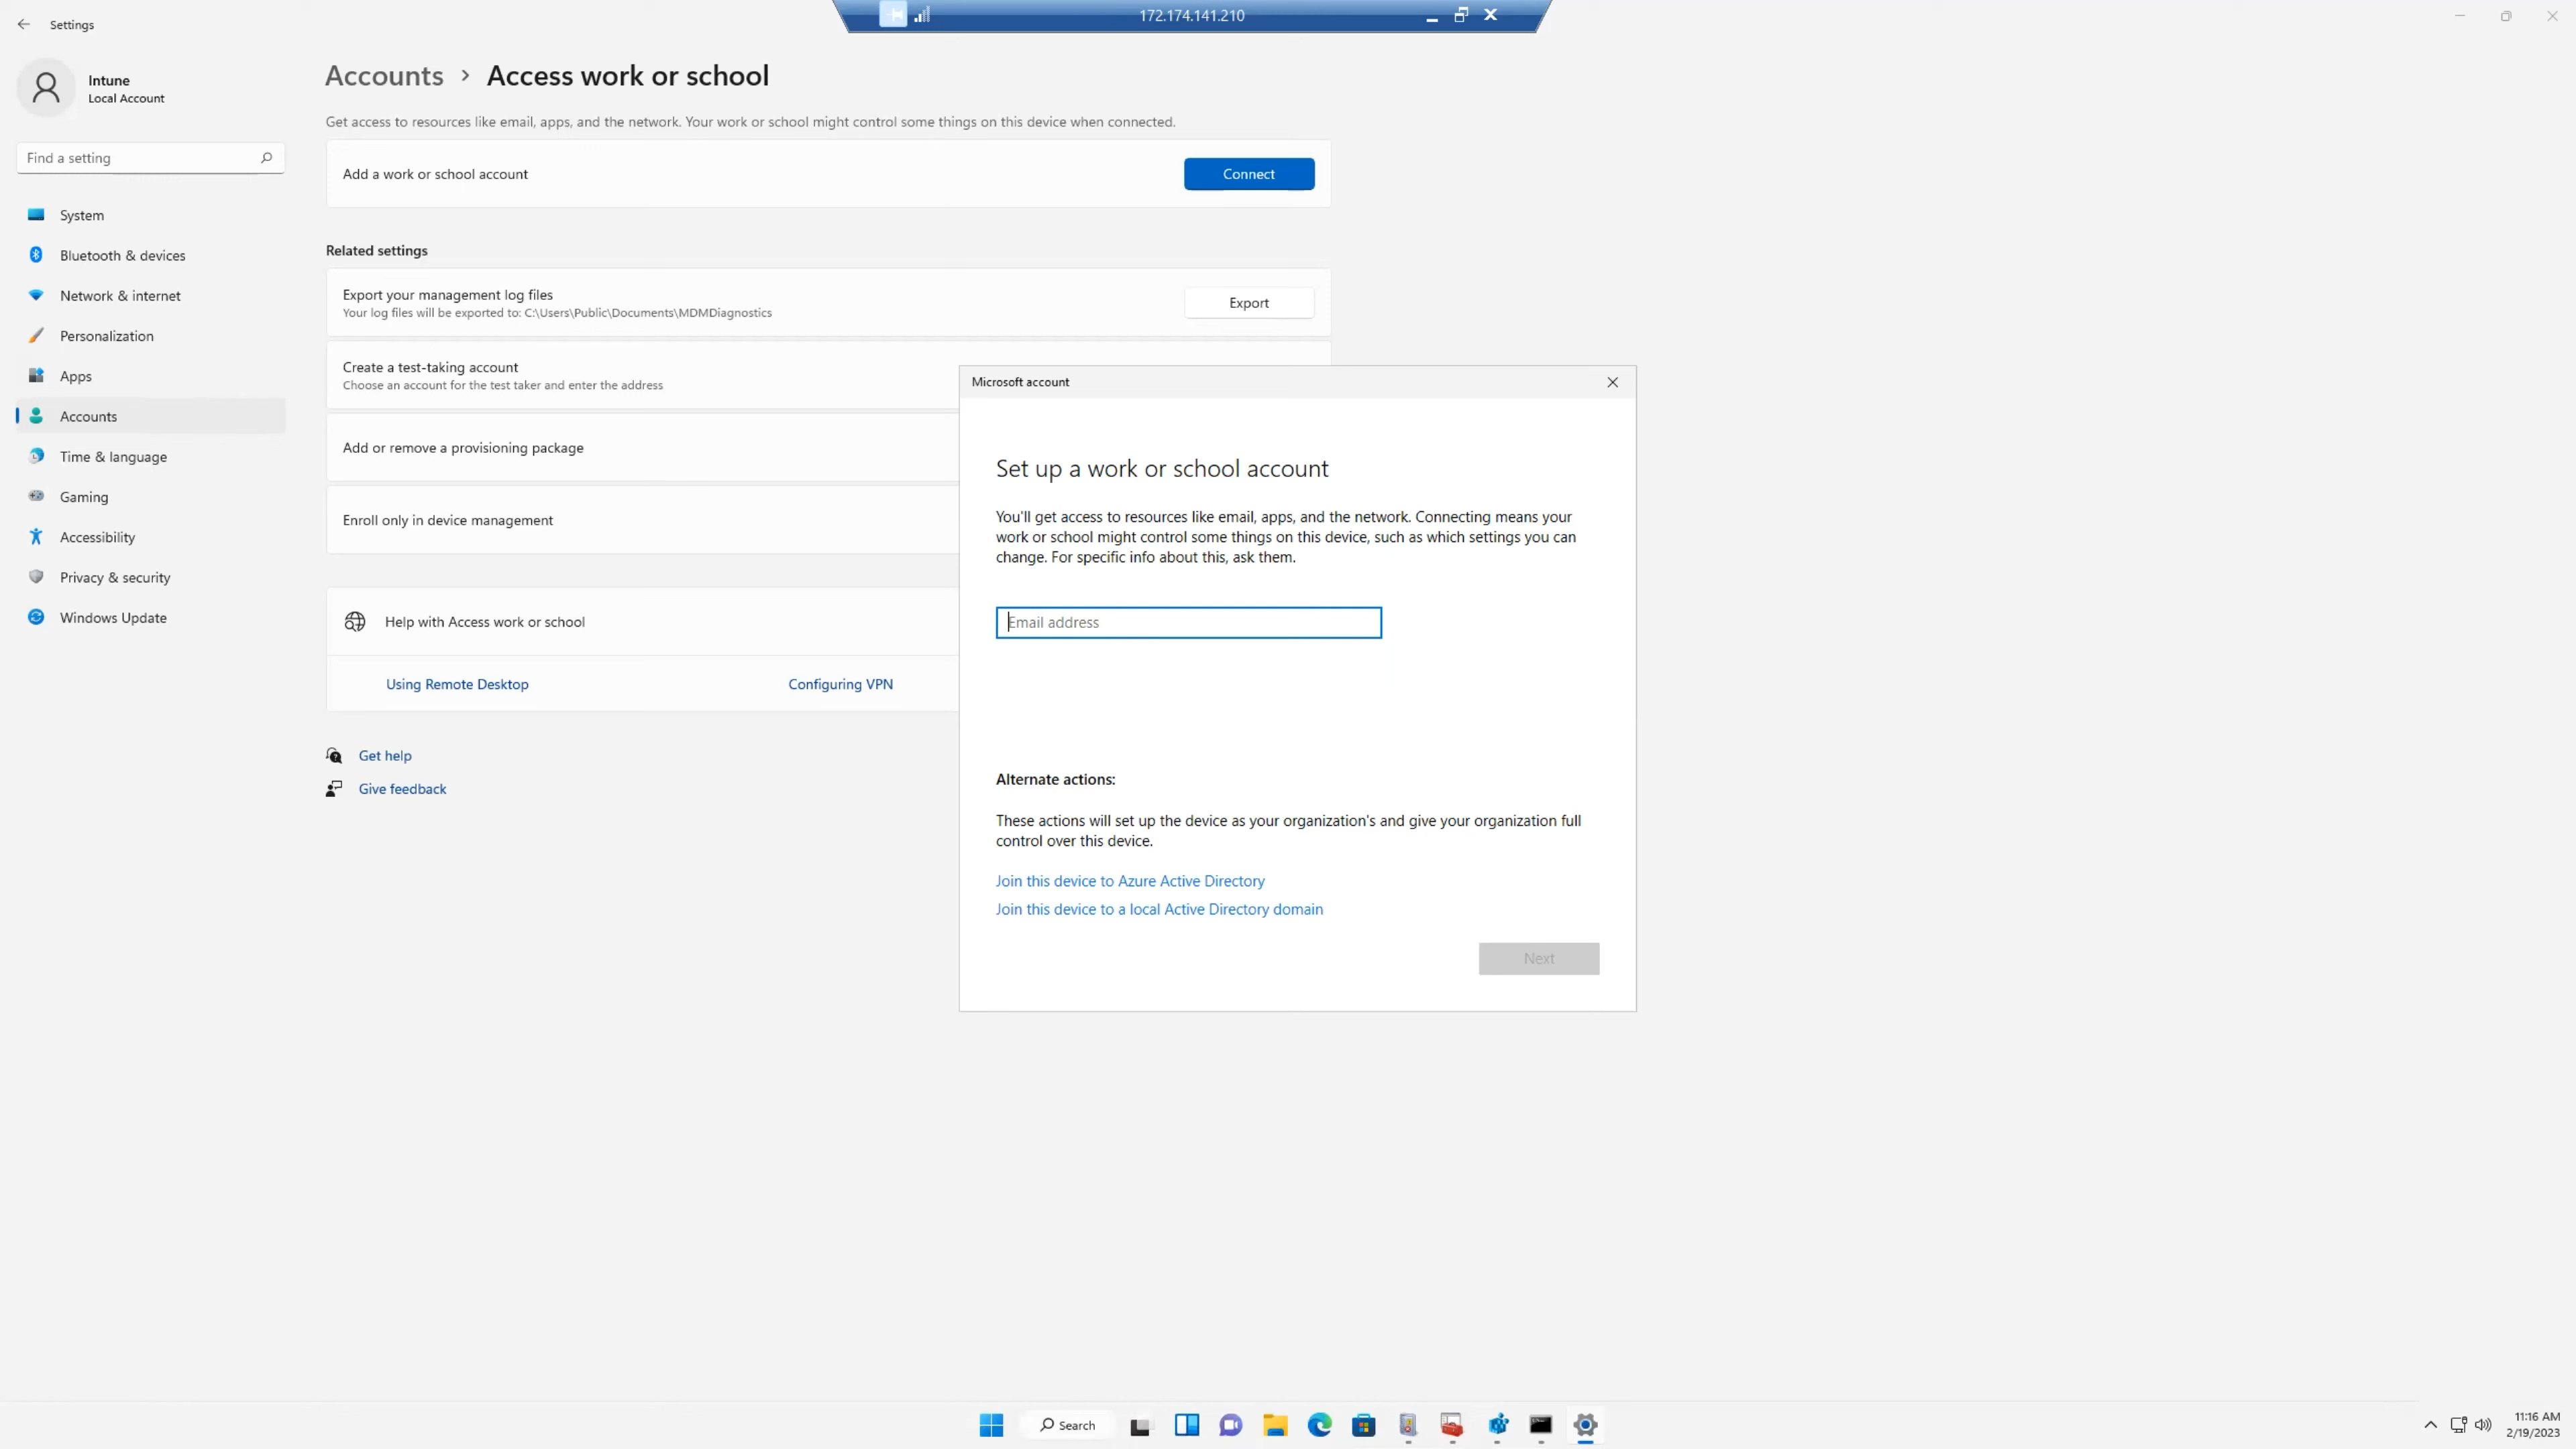 Settings
172.174.141.210
Intune
Local Account
Find a setting
System
Bluetooth & devices
Network & internet
Personalization
Apps
Accounts
Time & language
Gaming
Accessibility
Privacy & security
Windows Update
Accounts > Access work or school
Get access to resources like email, apps, and the network. Your work or school might control some things on this device when connected.
Add a work or school account
Connect
Related settings
Export your management log files
Your log files will be exported to: C:\Users\Public\Documents\MDMDiagnostics
Export
Create a test-taking account
Choose an account for the test taker and enter the address
Add or remove a provisioning package
Enroll only in device management
Help with Access work or school
Using Remote Desktop
Configuring VPN
Get help
Give feedback
Microsoft account
Set up a work or school account
You'll get access to resources like email, apps, and the network. Connecting means your
work or school might control some things on this device, such as which settings you can
change. For specific info about this, ask them.
Email address
Alternate actions:
These actions will set up the device as your organization's and give your organization full
control over this device.
Join this device to Azure Active Directory
Join this device to a local Active Directory domain
Next
Search
11:16 AM
2/19/2023